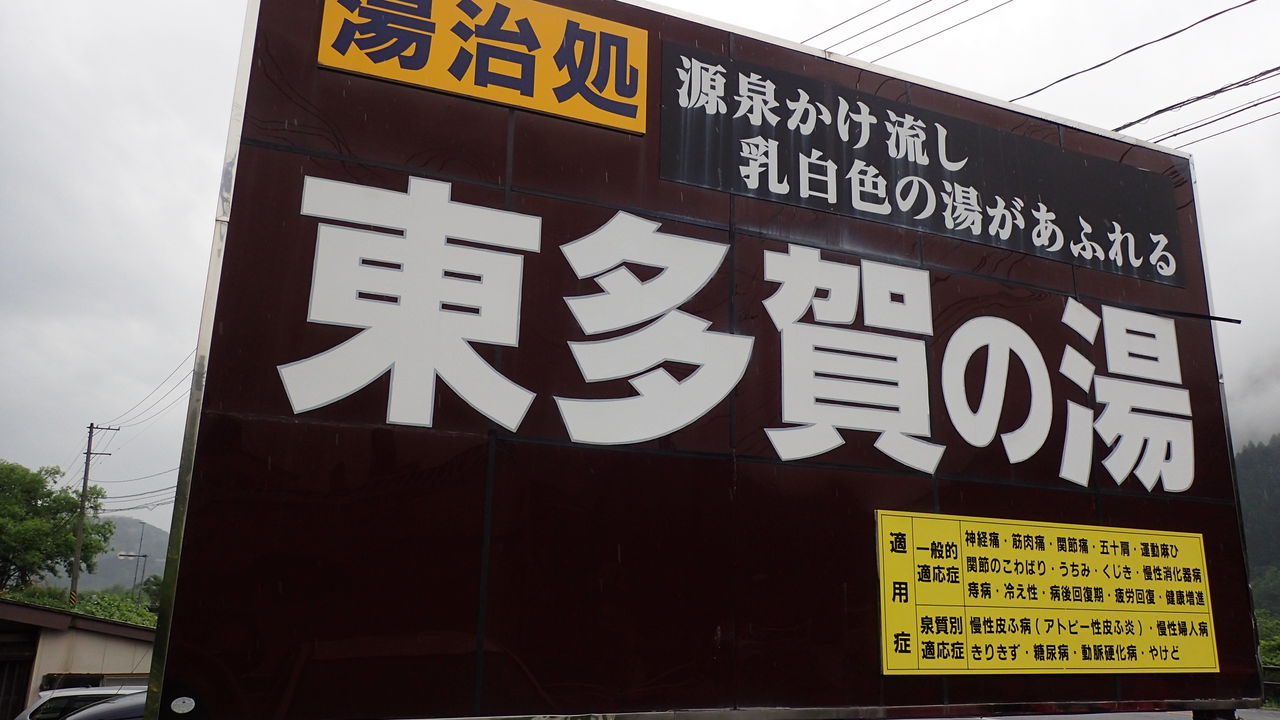 湯治処
源泉かけ流し
乳白色の湯があふれる
東多賀の湯
適用症
一般的適応症
神経痛・筋肉痛・関節痛・五十肩・運動麻ひ
関節のこわばり・うちみ・くじき・慢性消化器病
痔病・冷え性・病後回復期・疲労回復・健康増進
泉質別適応症
慢性皮ふ病(アトピー性皮ふ炎)・慢性婦人病
きりきず・糖尿病・動脈硬化病・やけど